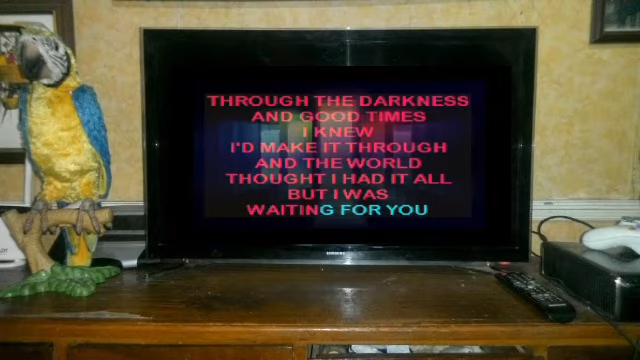 THROUGH THE DARKNESS
AND GOOD TIMES
I KNEW
I'D MAKE IT THROUGH
AND THE WORLD
THOUGHT I HAD IT ALL
BUT I WAS
WAITING FOR YOU
SAMSUNG